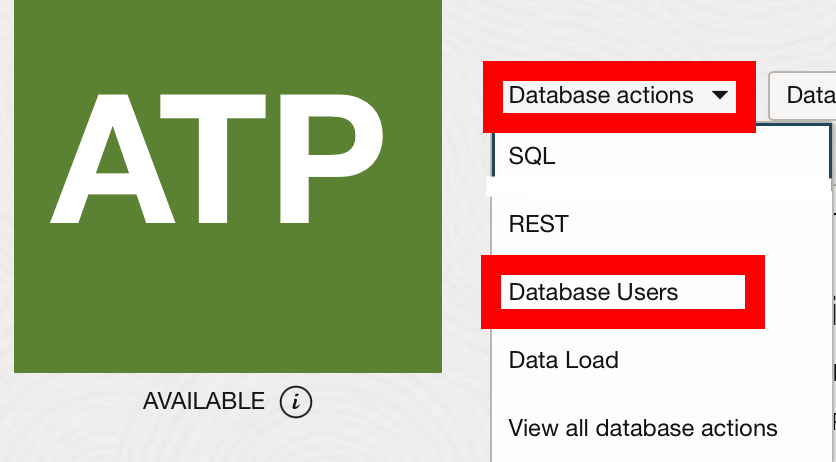 ATP
AVAILABLE i
Database actions
Data
SQL
REST
Database Users
Data Load
View all database actions